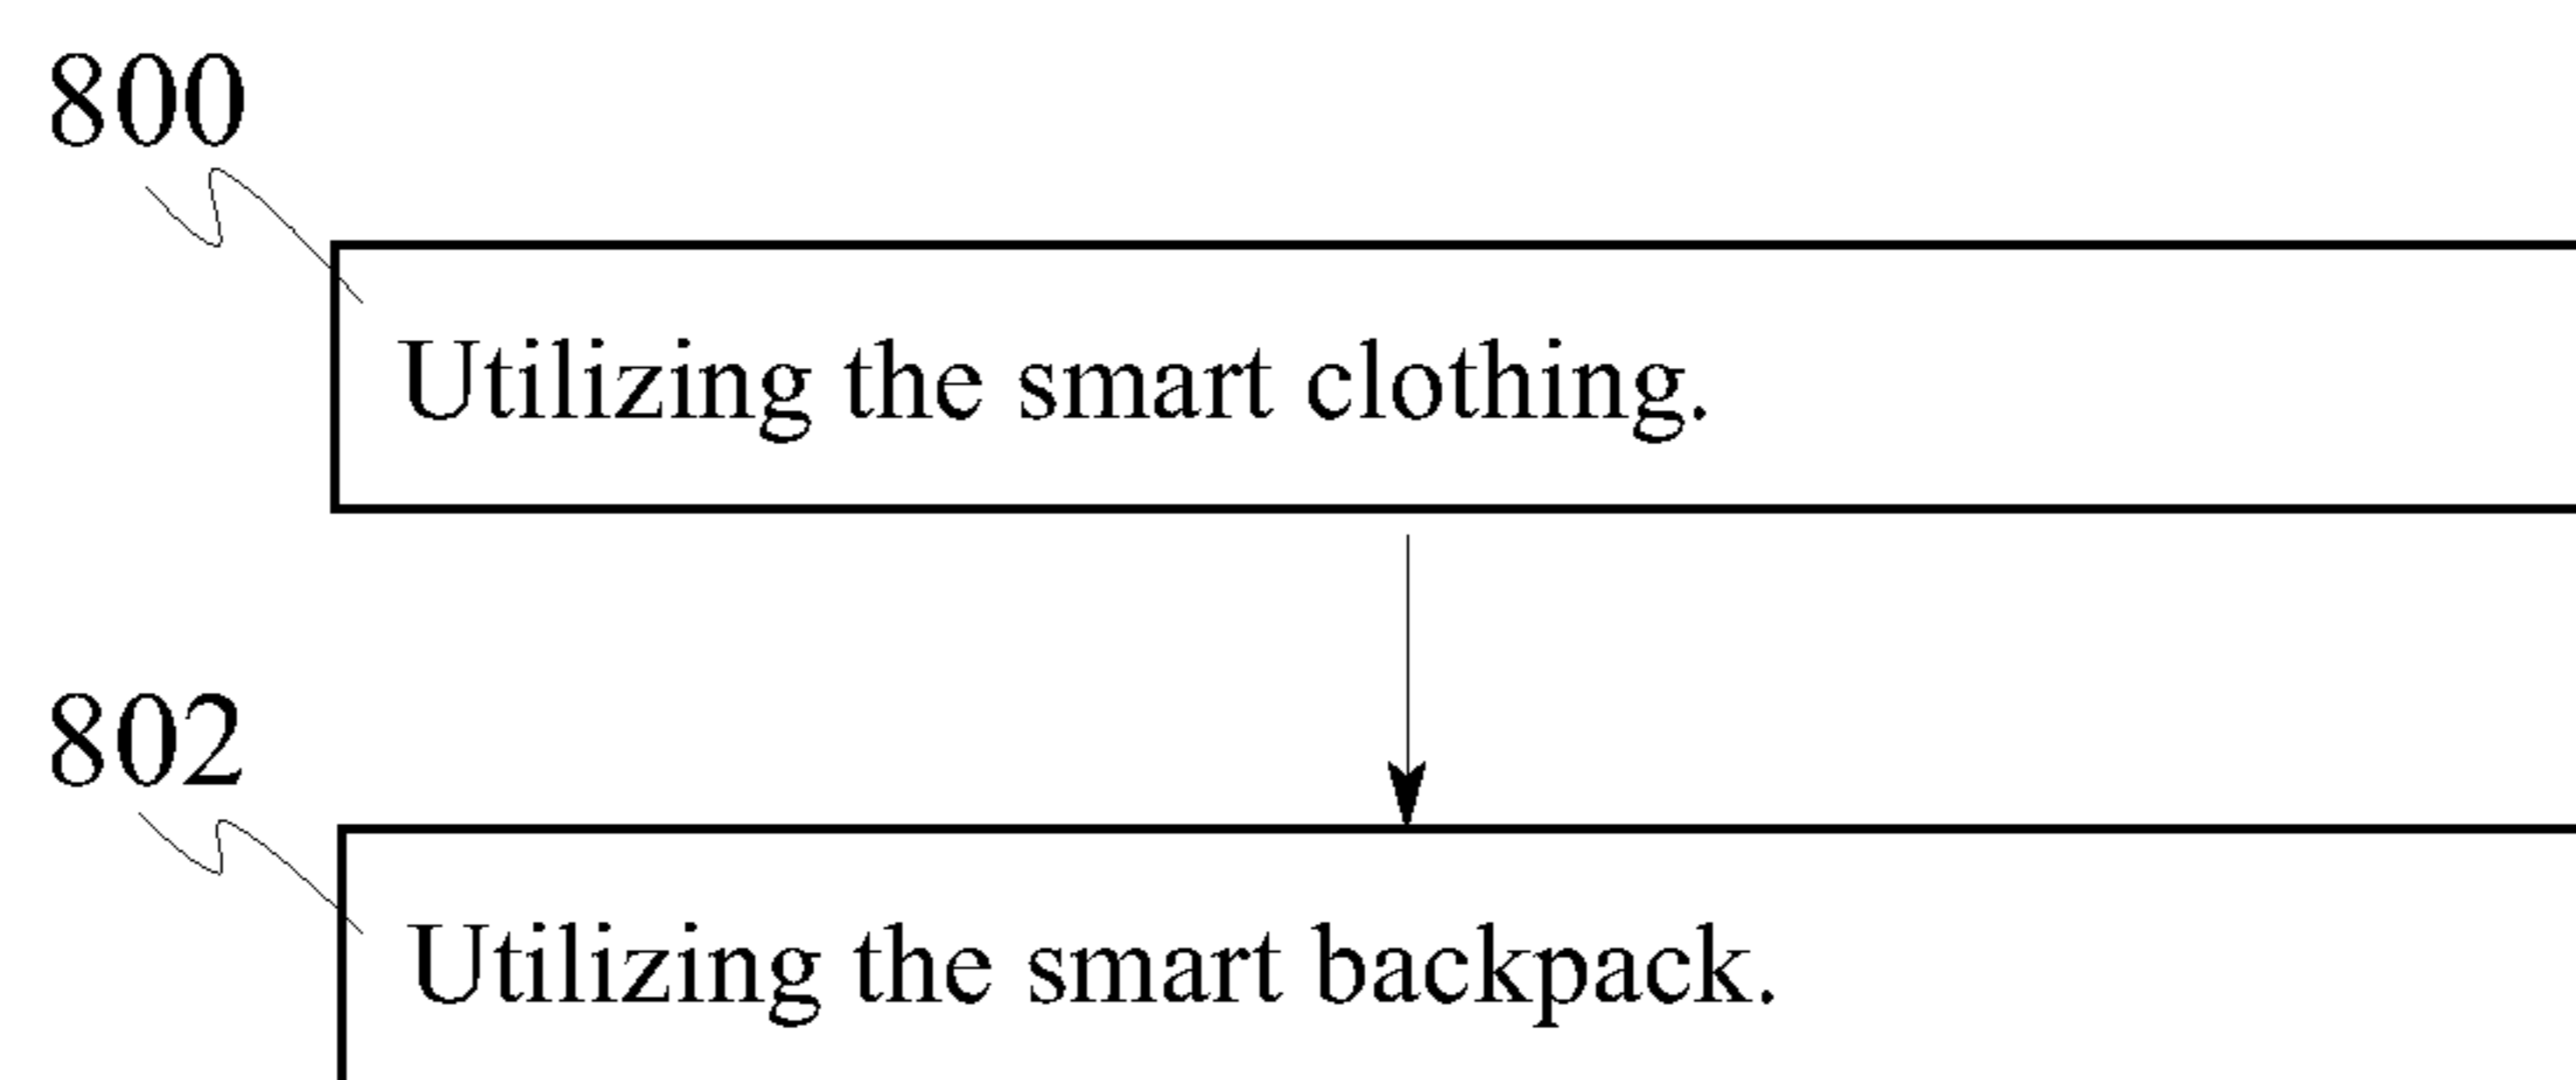 800
Utilizing the smart clothing.
802
Utilizing the smart backpack.